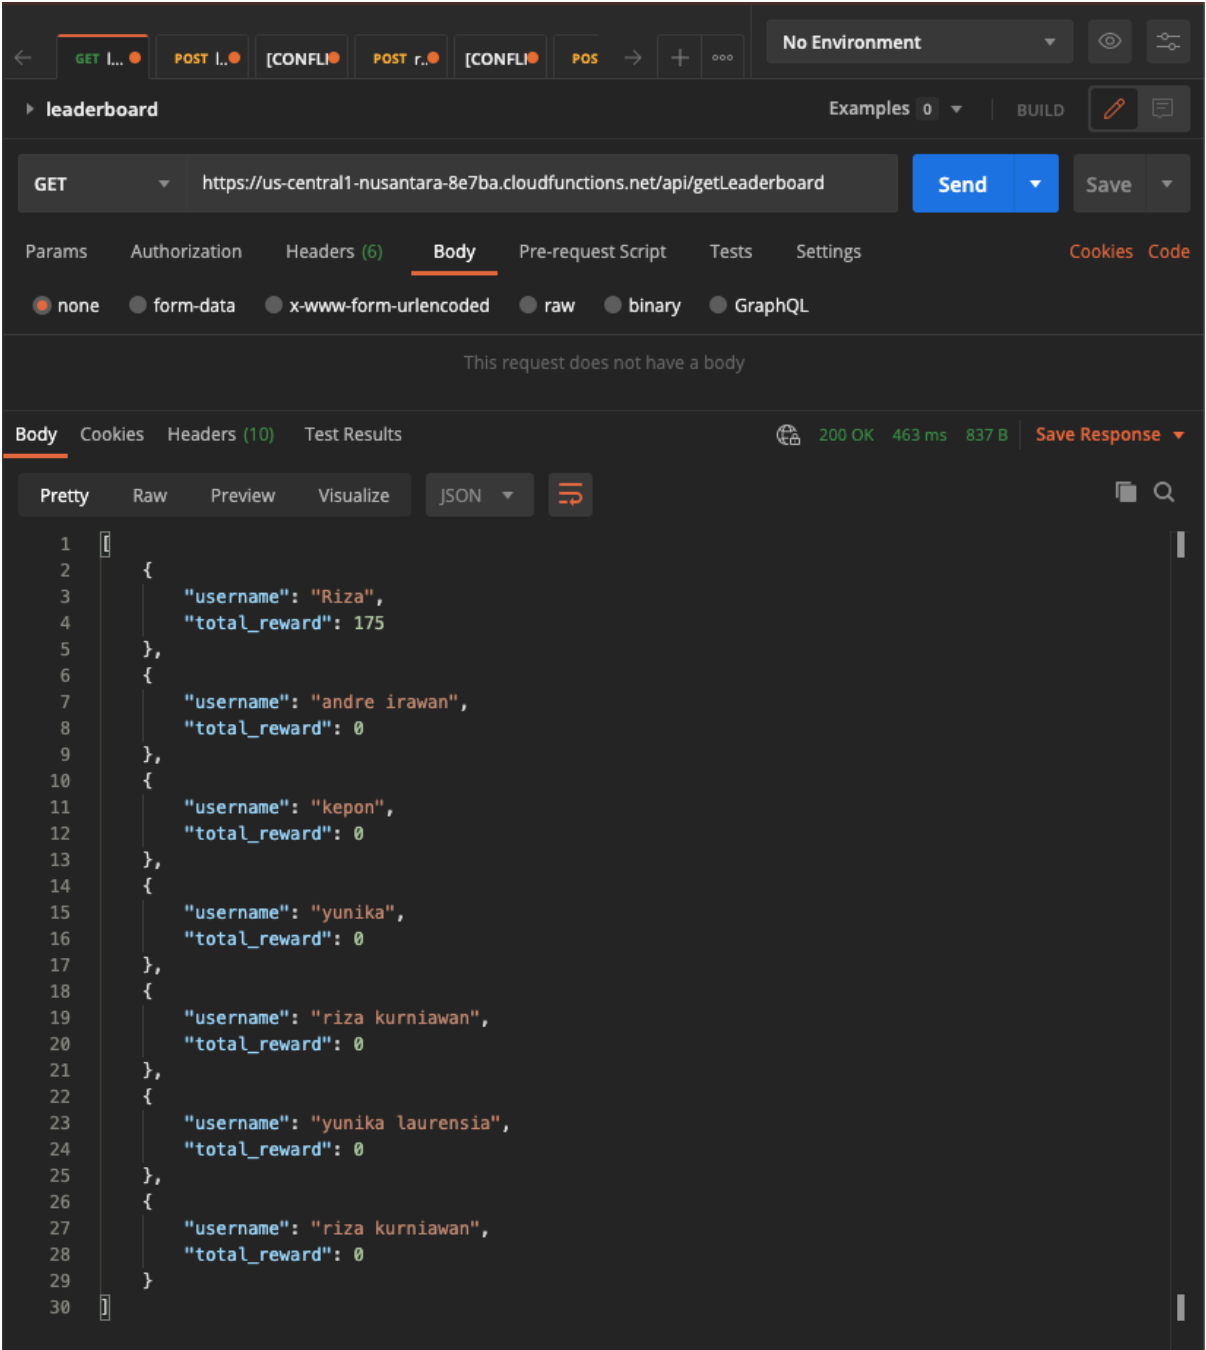 GET l... POST l.. [CONFLI POST r.. [CONFLI POS No Environment
leaderboard Examples 0 BUILD
GET https://us-central1-nusantara-8e7ba.cloudfunctions.net/api/getLeaderboard Send Save
Params Authorization Headers (6) Body Pre-request Script Tests Settings Cookies Code
none form-data x-www-form-urlencoded raw binary GraphQL
This request does not have a body
Body Cookies Headers (10) Test Results 200 OK 463 ms 837 B Save Response
Pretty Raw Preview Visualize JSON
1 [
2 {
3 "username": "Riza",
4 "total_reward": 175
5 },
6 {
7 "username": "andre irawan",
8 "total_reward": 0
9 },
10 {
11 "username": "kepon",
12 "total_reward": 0
13 },
14 {
15 "username": "yunika",
16 "total_reward": 0
17 },
18 {
19 "username": "riza kurniawan",
20 "total_reward": 0
21 },
22 {
23 "username": "yunika laurensia",
24 "total_reward": 0
25 },
26 {
27 "username": "riza kurniawan",
28 "total_reward": 0
29 }
30 ]